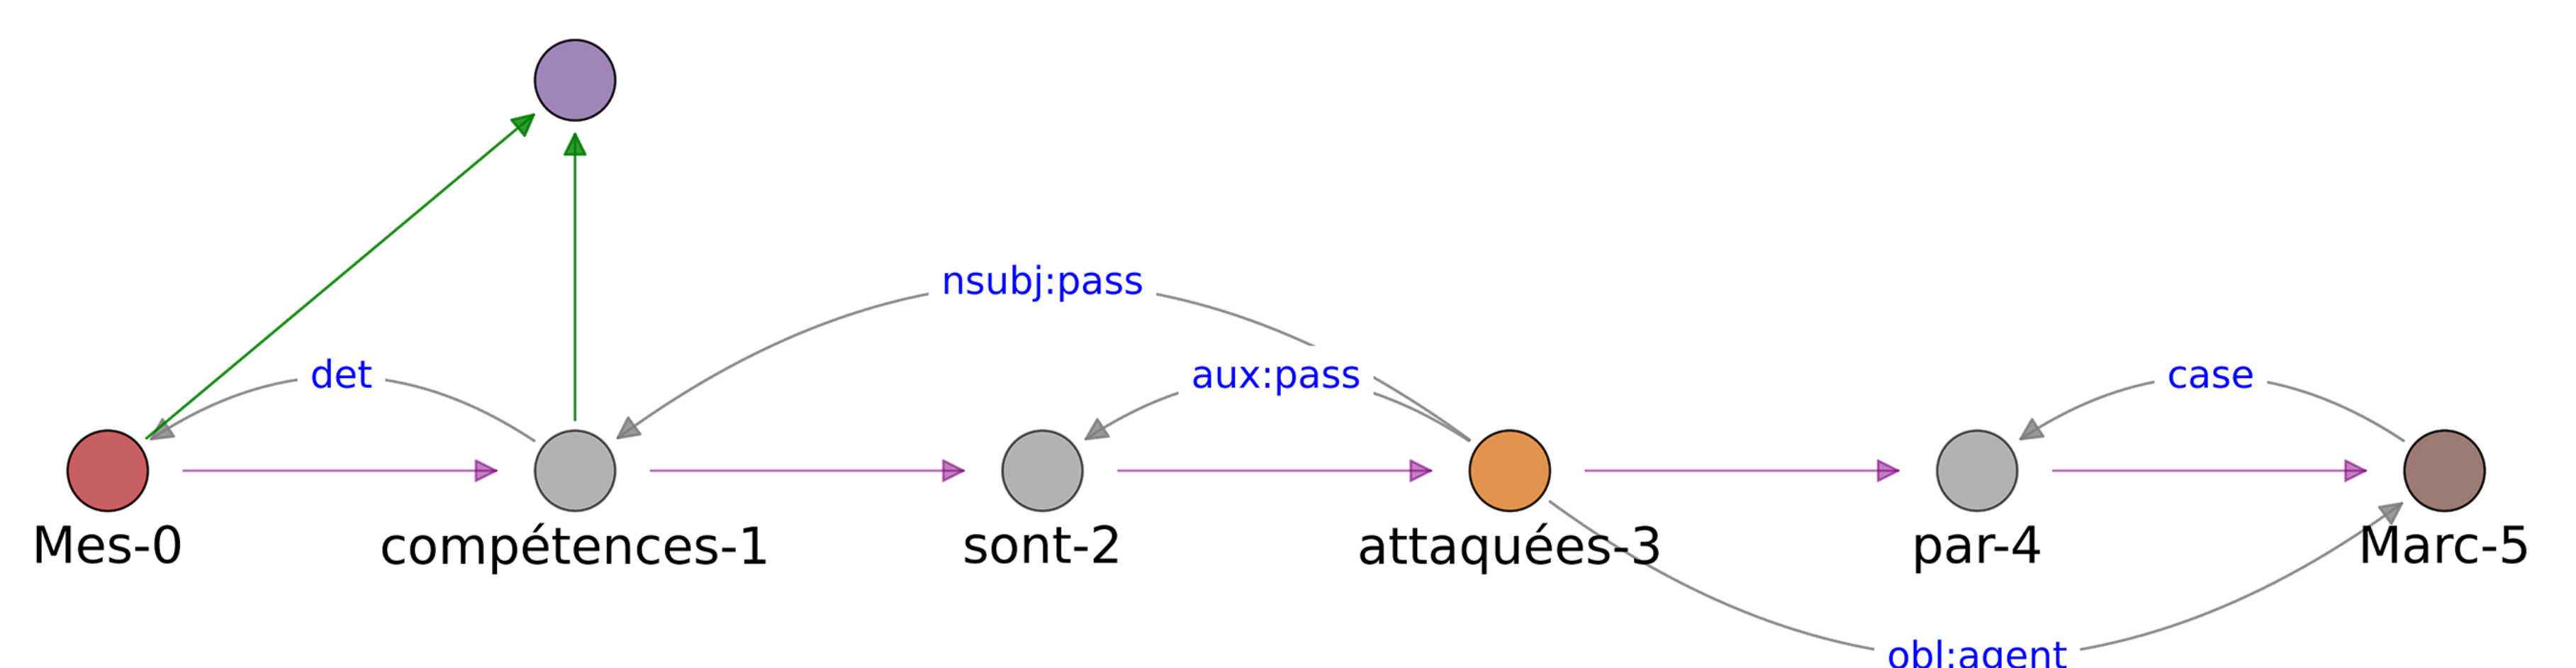 nsubj:pass
det
aux:pass
case
Mes-0
compétences-1
sont-2
attaquées-3
par-4
Marc-5
obl:agent